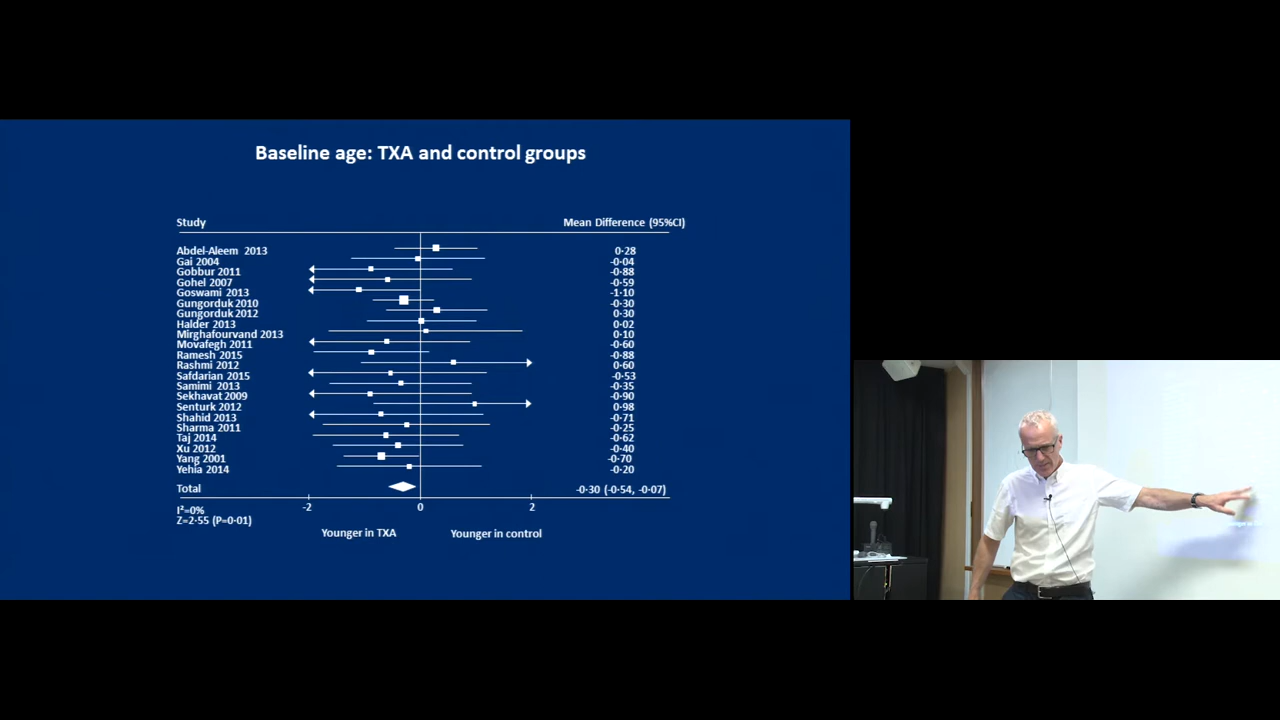 Baseline age: TXA and control groups
Study Mean Difference (95%CI)
Abdel-Aleem 2013 0·28
Gai 2004 -0·04
Gobbur 2011 -0·88
Gohel 2007 -0·59
Goswami 2013 -1·10
Gungorduk 2010 -0·30
Gungorduk 2012 0·30
Halder 2013 0·02
Mirghafourvand 2013 0·10
Movafegh 2011 -0·60
Ramesh 2015 -0·88
Rashmi 2012 0·60
Safdarian 2015 -0·53
Samimi 2013 -0·35
Sekhavat 2009 -0·90
Senturk 2012 0·98
Shahid 2013 -0·71
Sharma 2011 -0·25
Taj 2014 -0·62
Xu 2012 -0·40
Yang 2001 -0·70
Yehia 2014 -0·20
Total -0·30 (-0·54, -0·07)
-2 0 2
I²=0%
Z=2·55 (P=0·01)
Younger in TXA Younger in control
Younger in